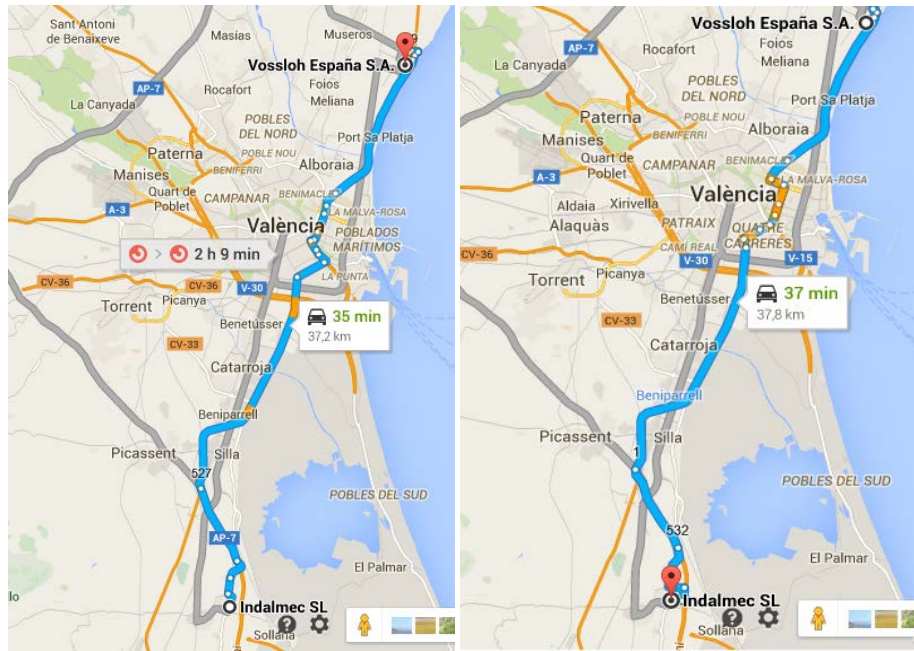 Sant Antoni
de Benaixeve
Masías
Museros
9
Vossloh España S.A.
AP-7
Rocafort
Foios
Meliana
La Canyada
POBLES
DEL NORD
Port Sa Platja
Paterna
POBLE NOU
BENIFERRI
Alboraia
Manises
Quart de
Poblet
CAMPANAR
BENIMACLET
A-3
LA MALVA-ROSA
València
POBLADOS
MARÍTIMOS
2 h 9 min
LA PUNTA
CV-36
CV-36
V-30
Torrent
Picanya
35 min
37,2 km
Benetússer
CV-33
Catarroja
Beniparrell
Picassent
Silla
527
POBLES DEL SUD
AP-7
El Palmar
Indalmec SL
Sollana
Vossloh España S.A.
AP-7
Rocafort
Foios
Meliana
La Canyada
POBLES
DEL NORD
Port Sa Platja
Paterna
POBLE NOU
BENIFERRI
Alboraia
Manises
Quart de
Poblet
CAMPANAR
BENIMACLET
A-3
LA MALVA-ROSA
València
Aldaia
Xirivella
Alaquàs
PATRAIX
QUATRE
CARRERES
CAMÍ REAL
CV-36
V-30
V-15
Torrent
Picanya
37 min
37,8 km
Benetússer
CV-33
Catarroja
Beniparrell
Picassent
Silla
1
POBLES DEL SUD
532
El Palmar
Indalmec SL
Sollana